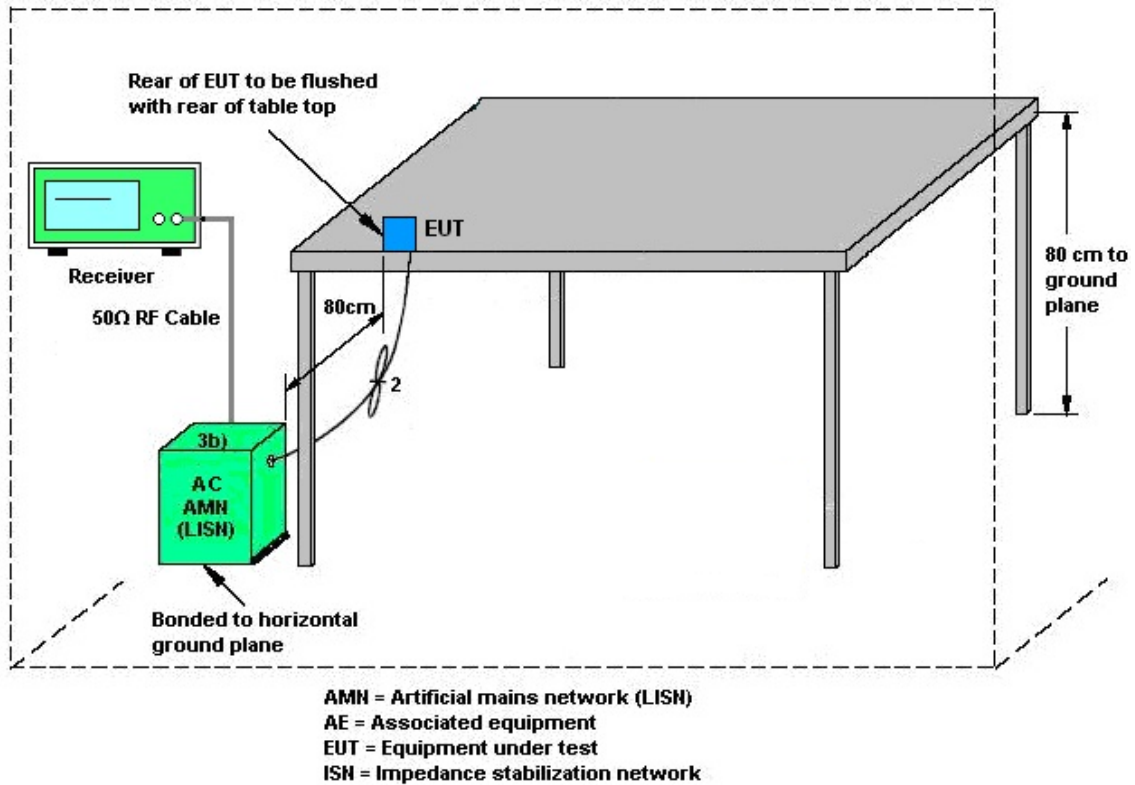 Rear of EUT to be flushed
with rear of table top
EUT
Receiver
50Ω RF Cable
80cm
2
80 cm to
ground
plane
3b)
AC
AMN
(LISN)
Bonded to horizontal
ground plane
AMN = Artificial mains network (LISN)
AE = Associated equipment
EUT = Equipment under test
ISN = Impedance stabilization network